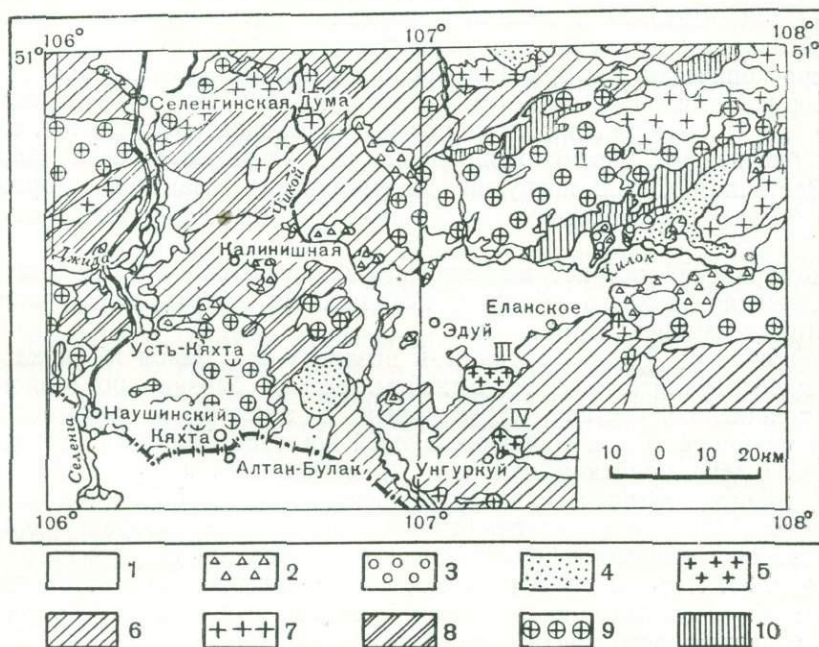 106°
107°
108°
51°
51°
Селенгинская Дума
II
Чикой
Джида
Калинишная
Хилок
Еланское
Эдуй
Усть-Кяхта
III
I
Наушинский
IV
Кяхта
Селенга
Алтан-Булак
Унгуркуй
10 0 10 20км
106°
107°
108°
1 2 3 4 5
6 7 8 9 10